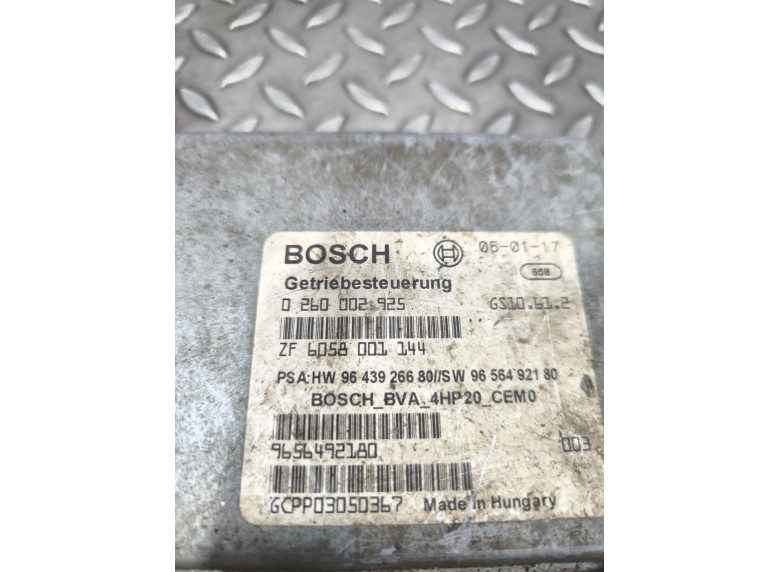 BOSCH 05-01-17
Getriebesteuerung 658
0 260 002 925 GS10.61.2
ZF 6058 001 144
PSA:HW 96 439 266 80//SW 96 564 921 80
BOSCH_BVA_4HP20_CEM0
9656492180 003
GCPP03050367 Made in Hungary